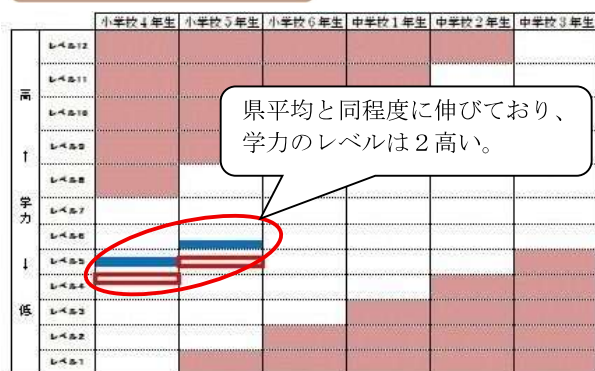 小学校４年生 小学校５年生 小学校６年生 中学校１年生 中学校２年生 中学校３年生
高
↑
学力
↓
低
レベル12
レベル11
レベル10
レベル9
レベル8
レベル7
レベル6
レベル5
レベル4
レベル3
レベル2
レベル1
県平均と同程度に伸びており、
学力のレベルは２高い。